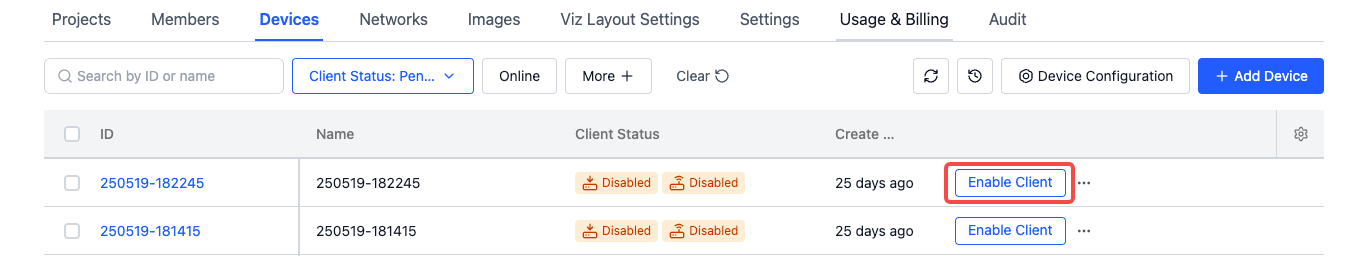 Projects Members Devices Networks Images Viz Layout Settings Settings Usage & Billing Audit
Search by ID or name Client Status: Pen... Online More + Clear Device Configuration + Add Device
ID Name Client Status Create ...
250519-182245 250519-182245 Disabled Disabled 25 days ago Enable Client ...
250519-181415 250519-181415 Disabled Disabled 25 days ago Enable Client ...